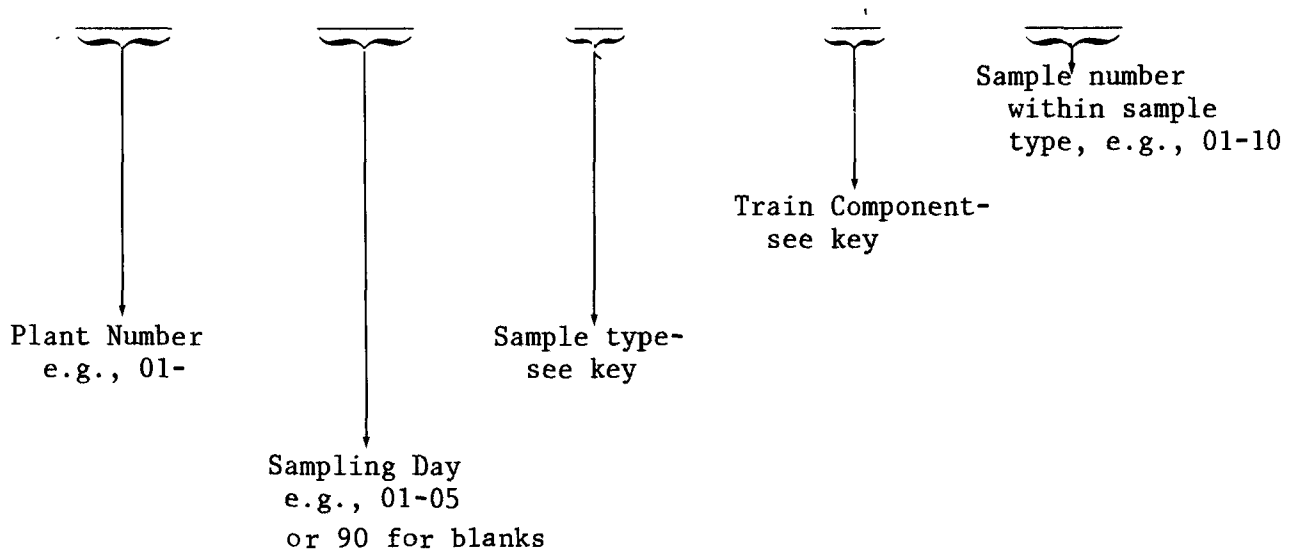 Plant Number
e.g., 01-
Sampling Day
e.g., 01-05
or 90 for blanks
Sample type-
see key
Train Component-
see key
Sample number
within sample
type, e.g., 01-10